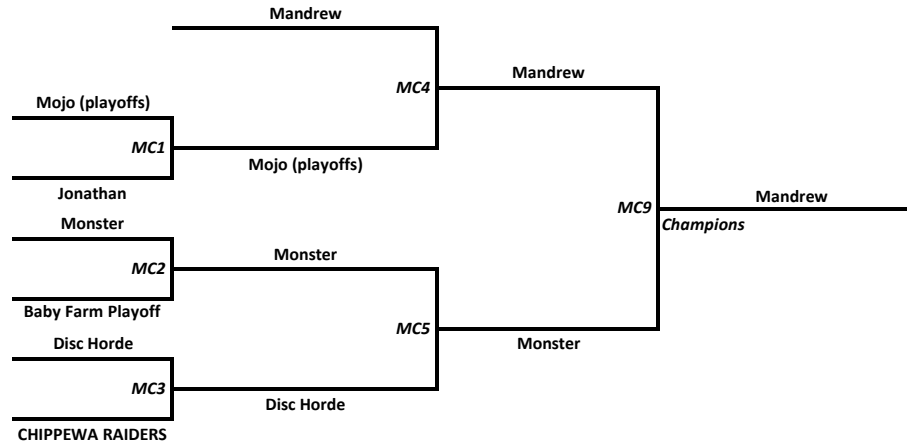 Mandrew
MC4
Mandrew
Mojo (playoffs)
MC1
Mojo (playoffs)
Jonathan
MC9
Mandrew
Champions
Monster
MC2
Monster
Baby Farm Playoff
MC5
Monster
Disc Horde
MC3
Disc Horde
CHIPPEWA RAIDERS